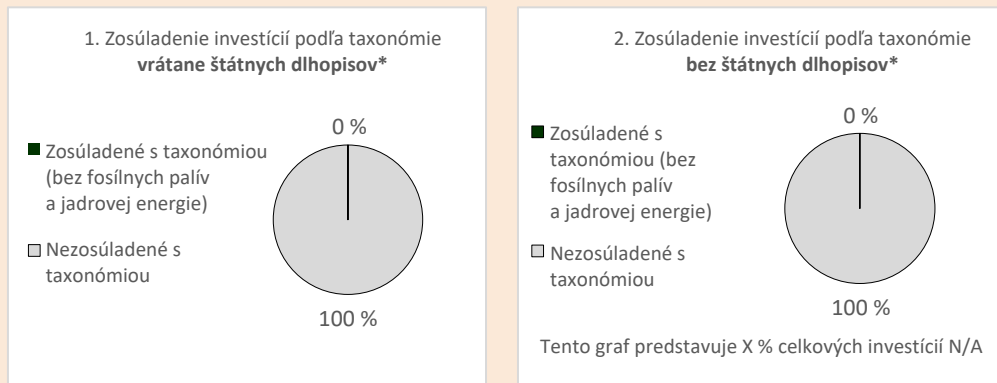 1. Zosúladenie investícií podľa taxonómie
vrátane štátnych dlhopisov*
0 %
Zosúladené s taxonómiou
(bez fosílnych palív
a jadrovej energie)
Nezosúladené s
taxonómiou
100 %
2. Zosúladenie investícií podľa taxonómie
bez štátnych dlhopisov*
0 %
Zosúladené s
taxonómiou (bez
fosílnych palív
a jadrovej energie)
Nezosúladené s
taxonómiou
100 %
Tento graf predstavuje X % celkových investícií N/A